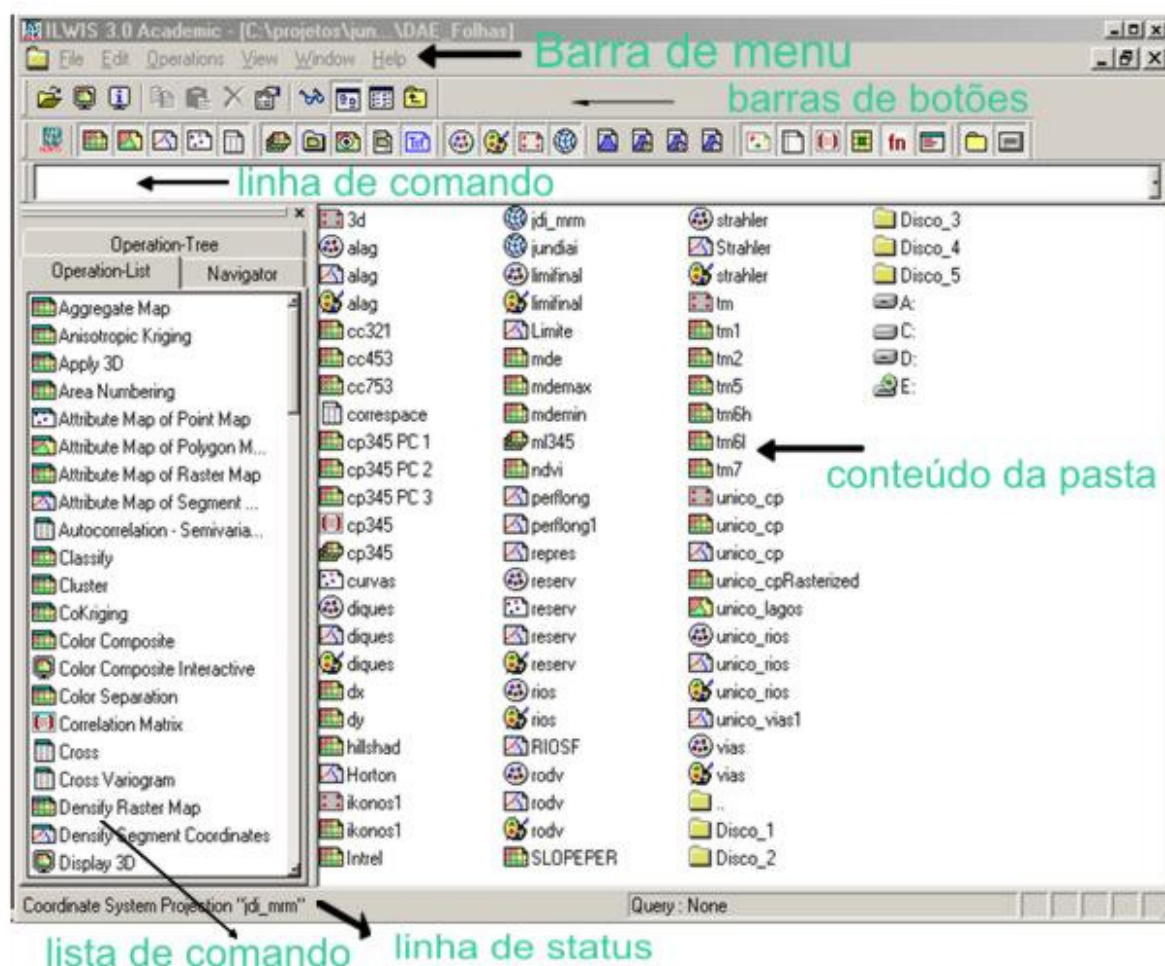 ILWIS 3.0 Academic - [C:\projetos\jun...\DAE_Folhas]
File Edit Operations View Window Help
Barra de menu
barras de botões
linha de comando
Operation-Tree
Operation-List
Navigator
Aggregate Map
Anisotropic Kriging
Apply 3D
Area Numbering
Attribute Map of Point Map
Attribute Map of Polygon M...
Attribute Map of Raster Map
Attribute Map of Segment ...
Autocorrelation - Semivaria...
Classify
Cluster
CoKriging
Color Composite
Color Composite Interactive
Color Separation
Correlation Matrix
Cross
Cross Variogram
Densify Raster Map
Densify Segment Coordinates
Display 3D
3d
alag
alag
alag
cc321
cc453
cc753
correspace
cp345 PC 1
cp345 PC 2
cp345 PC 3
cp345
cp345
curvas
diques
diques
diques
dx
dy
hillshad
Horton
ikonos1
ikonos1
Intrel
jdi_mrm
jundiai
limifinal
limifinal
Limite
mde
mdemax
mdemin
ml345
ndvi
perflong
perflong1
repres
reserv
reserv
reserv
reserv
rios
rios
RIOSF
rodv
rodv
rodv
SLOPEPER
strahler
Strahler
strahler
tm
tm1
tm2
tm5
tm6h
tm6l
tm7
unico_cp
unico_cp
unico_cp
unico_cpRasterized
unico_lagos
unico_rios
unico_rios
unico_rios
unico_vias1
vias
vias
..
Disco_1
Disco_2
Disco_3
Disco_4
Disco_5
A:
C:
D:
E:
conteúdo da pasta
Coordinate System Projection "jdi_mrm"
Query : None
lista de comando
linha de status